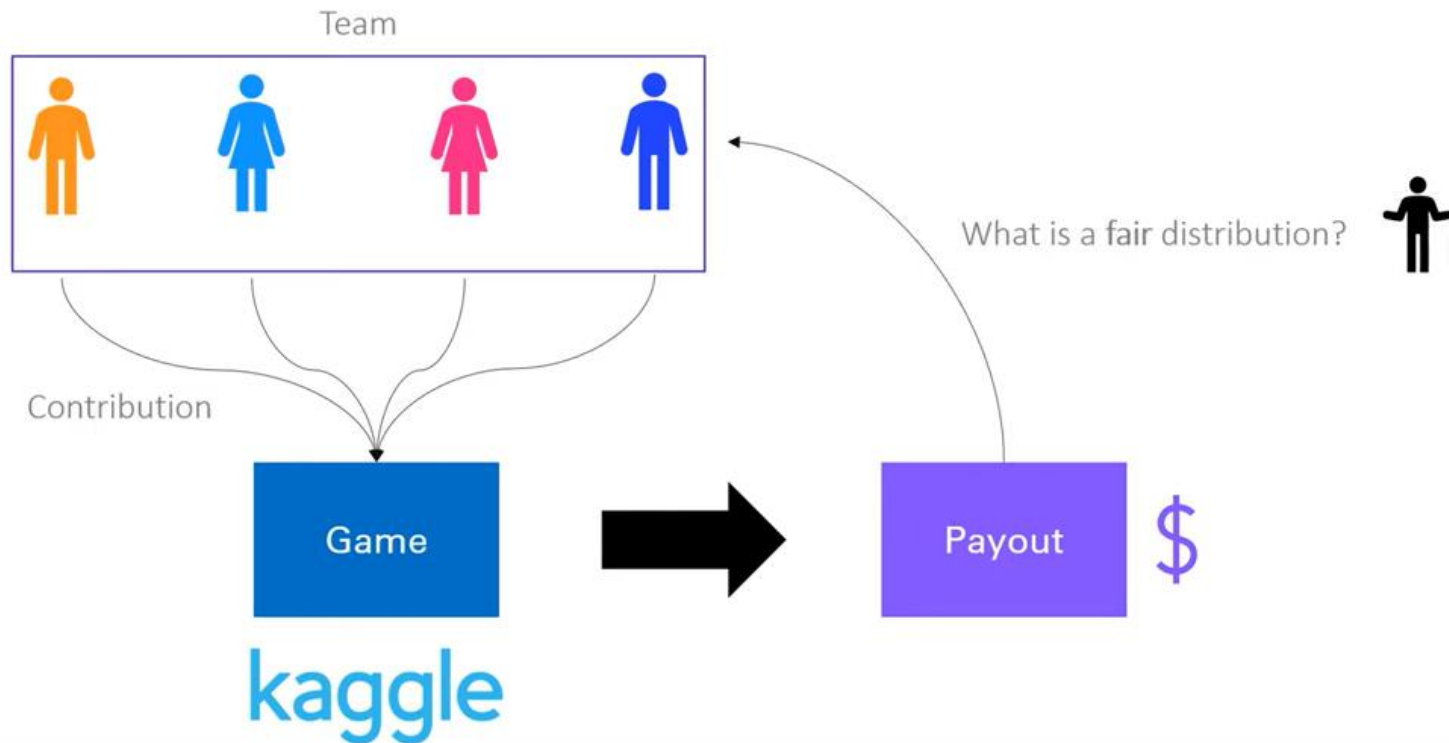 Team
What is a fair distribution?
Contribution
Game
Payout
$
kaggle